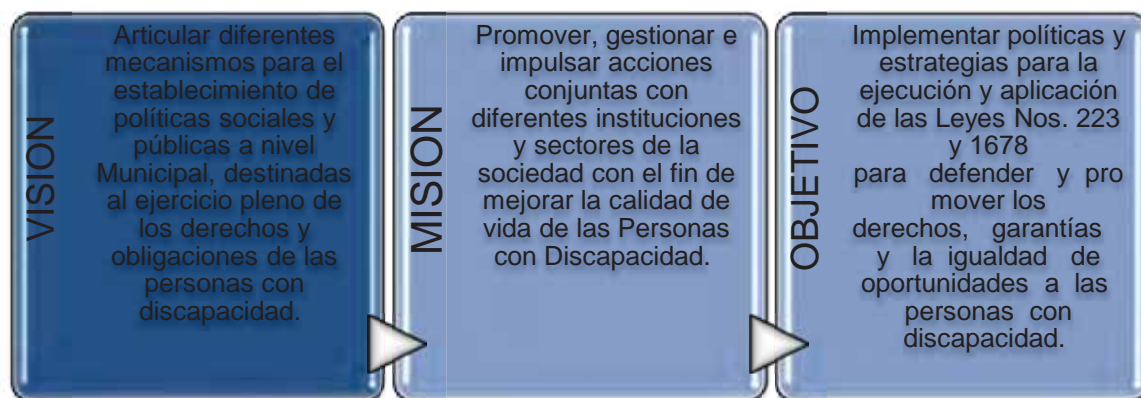 VISION
Articular diferentes
mecanismos para el
establecimiento de
políticas sociales y
públicas a nivel
Municipal, destinadas
al ejercicio pleno de
los derechos y
obligaciones de las
personas con
discapacidad.
MISION
Promover, gestionar e
impulsar acciones
conjuntas con
diferentes instituciones
y sectores de la
sociedad con el fin de
mejorar la calidad de
vida de las Personas
con Discapacidad.
OBJETIVO
Implementar políticas y
estrategias para la
ejecución y aplicación
de las Leyes Nos. 223
y 1678
para defender y pro
mover los
derechos, garantías
y la igualdad de
oportunidades a las
personas con
discapacidad.